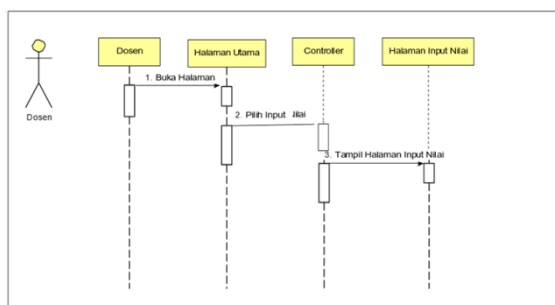 Dosen
Halaman Utama
Controller
Halaman Input Nilai
1. Buka Halaman
Dosen
2. Pilih Input
3. Tampil Halaman Input Nilai